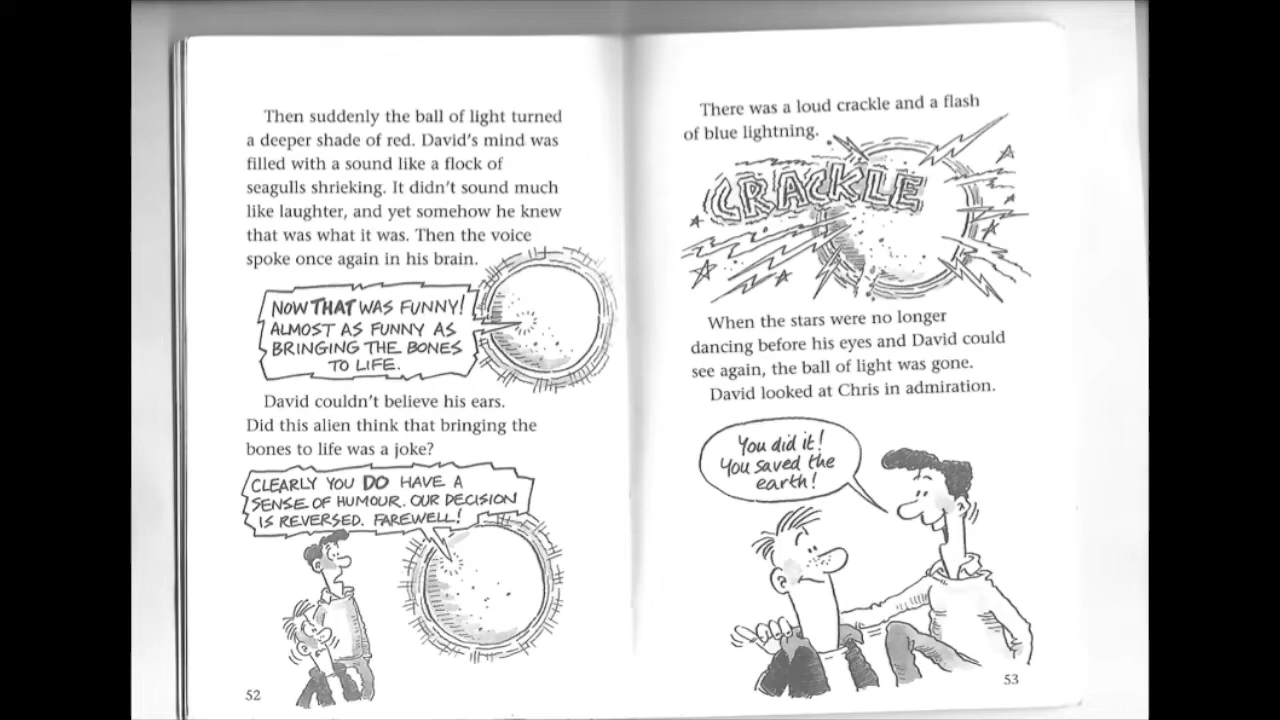 Then suddenly the ball of light turned
a deeper shade of red. David's mind was
filled with a sound like a flock of
seagulls shrieking. It didn't sound much
like laughter, and yet somehow he knew
that was what it was. Then the voice
spoke once again in his brain.
NOW THAT WAS FUNNY!
ALMOST AS FUNNY AS
BRINGING THE BONES
TO LIFE.
David couldn't believe his ears.
Did this alien think that bringing the
bones to life was a joke?
CLEARLY YOU DO HAVE A
SENSE OF HUMOUR. OUR DECISION
IS REVERSED. FAREWELL!
52
There was a loud crackle and a flash
of blue lightning.
CRACKLE
When the stars were no longer
dancing before his eyes and David could
see again, the ball of light was gone.
David looked at Chris in admiration.
You did it!
You saved the
earth!
53